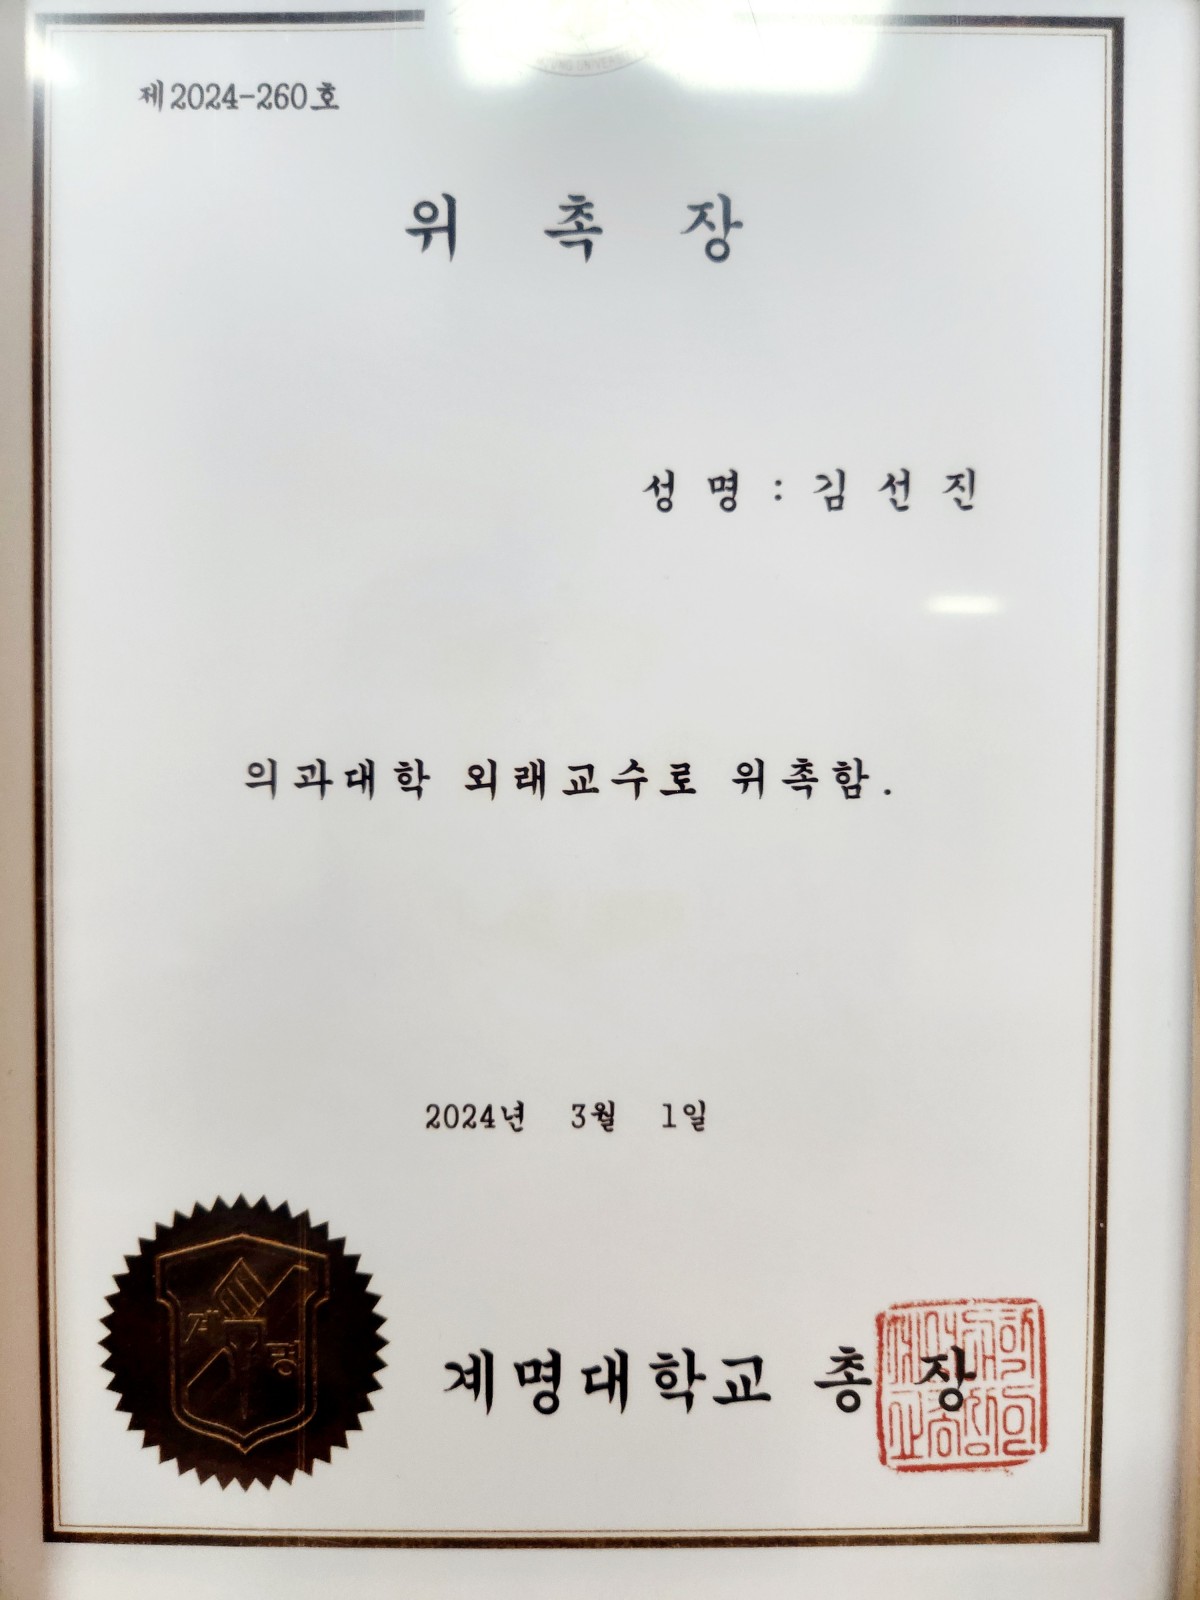 제2024-260호
위 촉 장
성 명 : 김 선 진
의과대학 외래교수로 위촉함.
2024년 3월 1일
계명
계명대학교 총 장